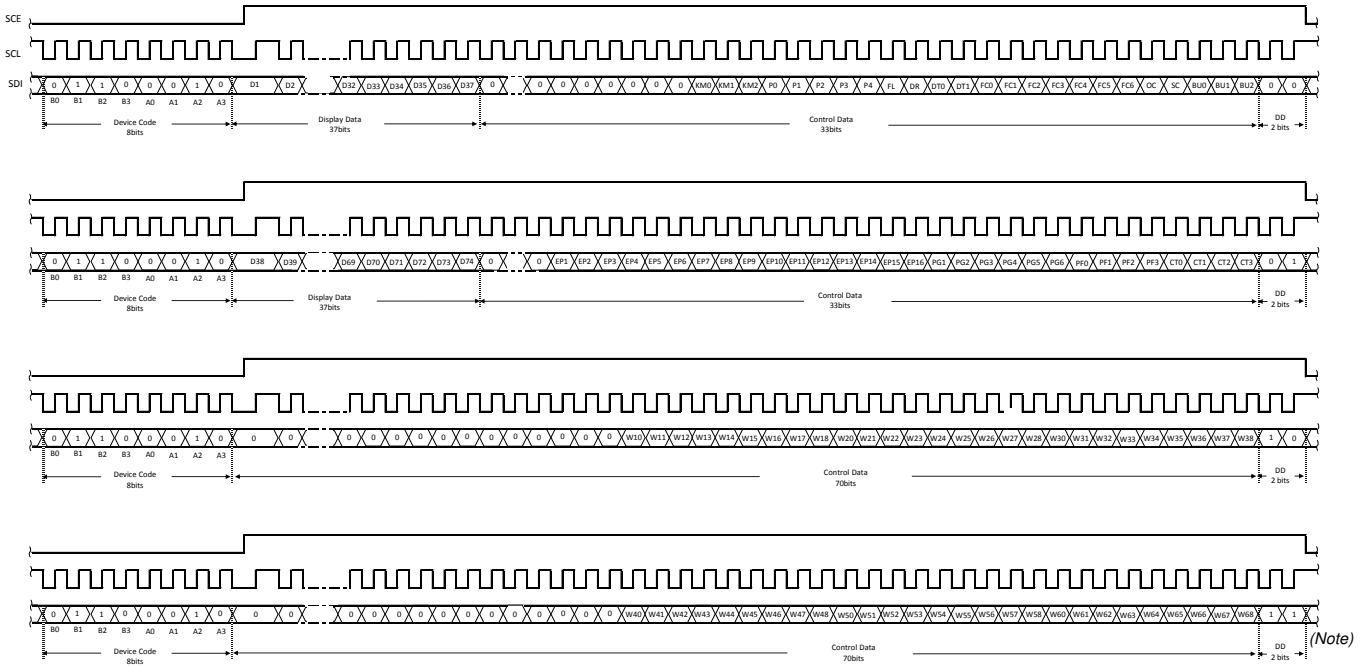 SCE
SCL
SDI 0 1 1 0 0 0 1 0 D1 D2 D32 D33 D34 D35 D36 D37 0 0 0 0 0 0 0 0 KM0 KM1 KM2 P0 P1 P2 P3 P4 FL DR DT0 DT1 FC0 FC1 FC2 FC3 FC4 FC5 FC6 OC SC BU0 BU1 BU2 0 0
B0 B1 B2 B3 A0 A1 A2 A3
Device Code Display Data Control Data DD
8bits 37bits 33bits 2 bits
0 1 1 0 0 0 1 0 D38 D39 D69 D70 D71 D72 D73 D74 0 0 EP1 EP2 EP3 EP4 EP5 EP6 EP7 EP8 EP9 EP10 EP11 EP12 EP13 EP14 EP15 EP16 PG1 PG2 PG3 PG4 PG5 PG6 PF0 PF1 PF2 PF3 CT0 CT1 CT2 CT3 0 1
B0 B1 B2 B3 A0 A1 A2 A3
Device Code Display Data Control Data DD
8bits 37bits 33bits 2 bits
0 1 1 0 0 0 1 0 0 0 0 0 0 0 0 0 0 0 0 0 0 0 W10 W11 W12 W13 W14 W15 W16 W17 W18 W20 W21 W22 W23 W24 W25 W26 W27 W28 W30 W31 W32 W33 W34 W35 W36 W37 W38 1 0
B0 B1 B2 B3 A0 A1 A2 A3
Device Code Control Data DD
8bits 70bits 2 bits
0 1 1 0 0 0 1 0 0 0 0 0 0 0 0 0 0 0 0 0 0 0 W40 W41 W42 W43 W44 W45 W46 W47 W48 W50 W51 W52 W53 W54 W55 W56 W57 W58 W60 W61 W62 W63 W64 W65 W66 W67 W68 1 1
B0 B1 B2 B3 A0 A1 A2 A3
(Note)
Device Code Control Data DD
8bits 70bits 2 bits